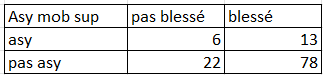 Asy mob sup pas blessé blessé
asy 6 13
pas asy 22 78